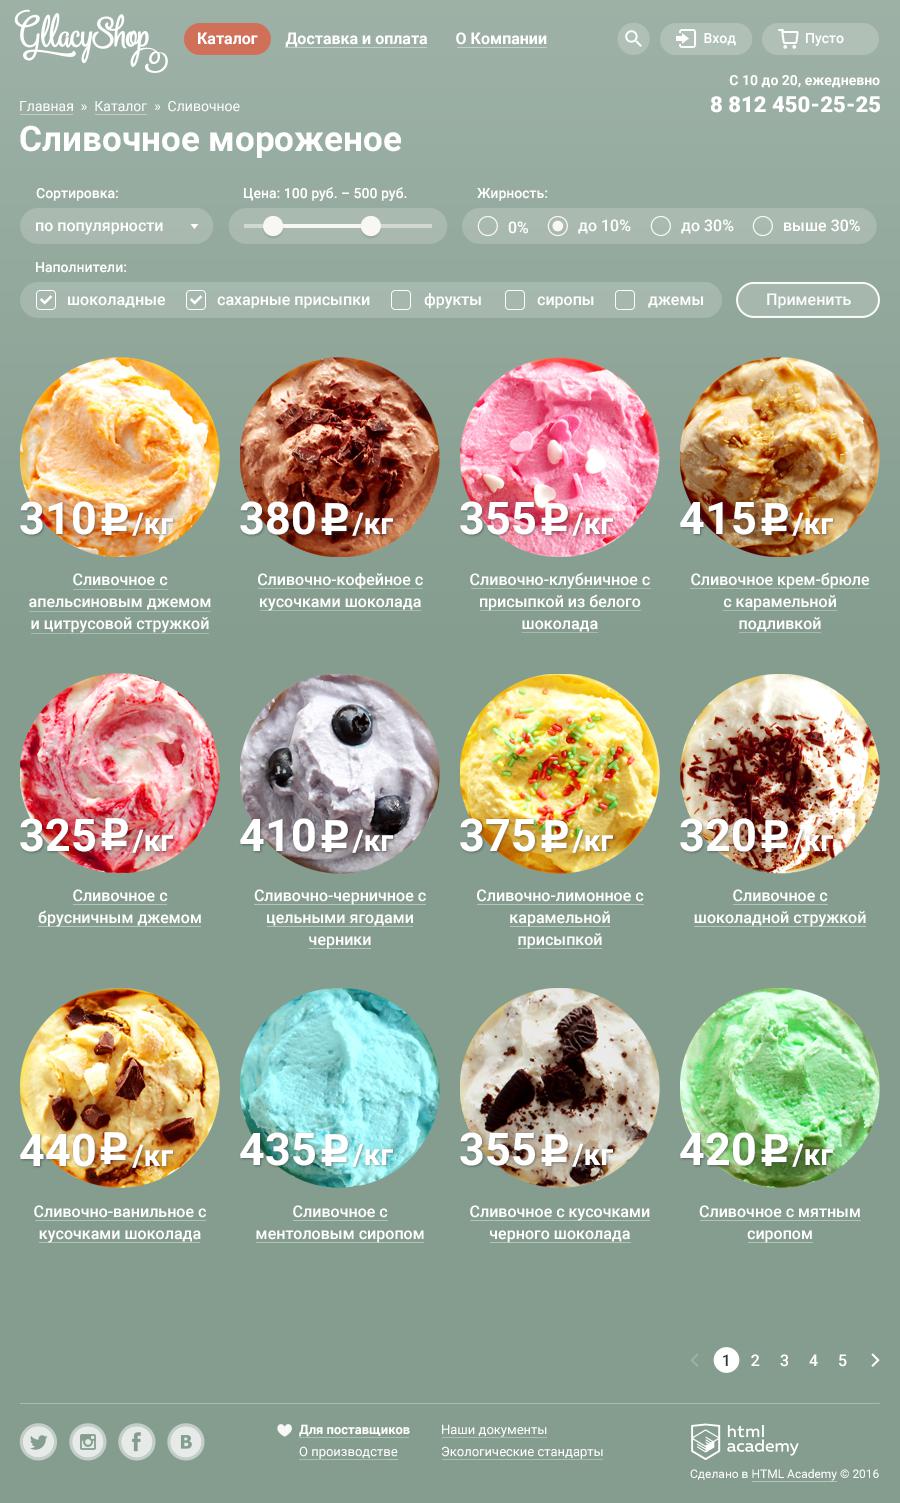 GllacyShop
Каталог
Доставка и оплата
О Компании
Вход
Пусто
С 10 до 20, ежедневно
8 812 450-25-25
Главная » Каталог » Сливочное
Сливочное мороженое
Сортировка:
Цена: 100 руб. – 500 руб.
Жирность:
по популярности
0%
до 10%
до 30%
выше 30%
Наполнители:
шоколадные
сахарные присыпки
фрукты
сиропы
джемы
Применить
310₽/кг
Сливочное с
апельсиновым джемом
и цитрусовой стружкой
380₽/кг
Сливочно-кофейное с
кусочками шоколада
355₽/кг
Сливочно-клубничное с
присыпкой из белого
шоколада
415₽/кг
Сливочное крем-брюле
с карамельной
подливкой
325₽/кг
Сливочное с
брусничным джемом
410₽/кг
Сливочно-черничное с
цельными ягодами
черники
375₽/кг
Сливочно-лимонное с
карамельной
присыпкой
320₽/кг
Сливочное с
шоколадной стружкой
440₽/кг
Сливочно-ванильное с
кусочками шоколада
435₽/кг
Сливочное с
ментоловым сиропом
355₽/кг
Сливочное с кусочками
черного шоколада
420₽/кг
Сливочное с мятным
сиропом
1 2 3 4 5
B
Для поставщиков
О производстве
Наши документы
Экологические стандарты
html
academy
Сделано в HTML Academy © 2016